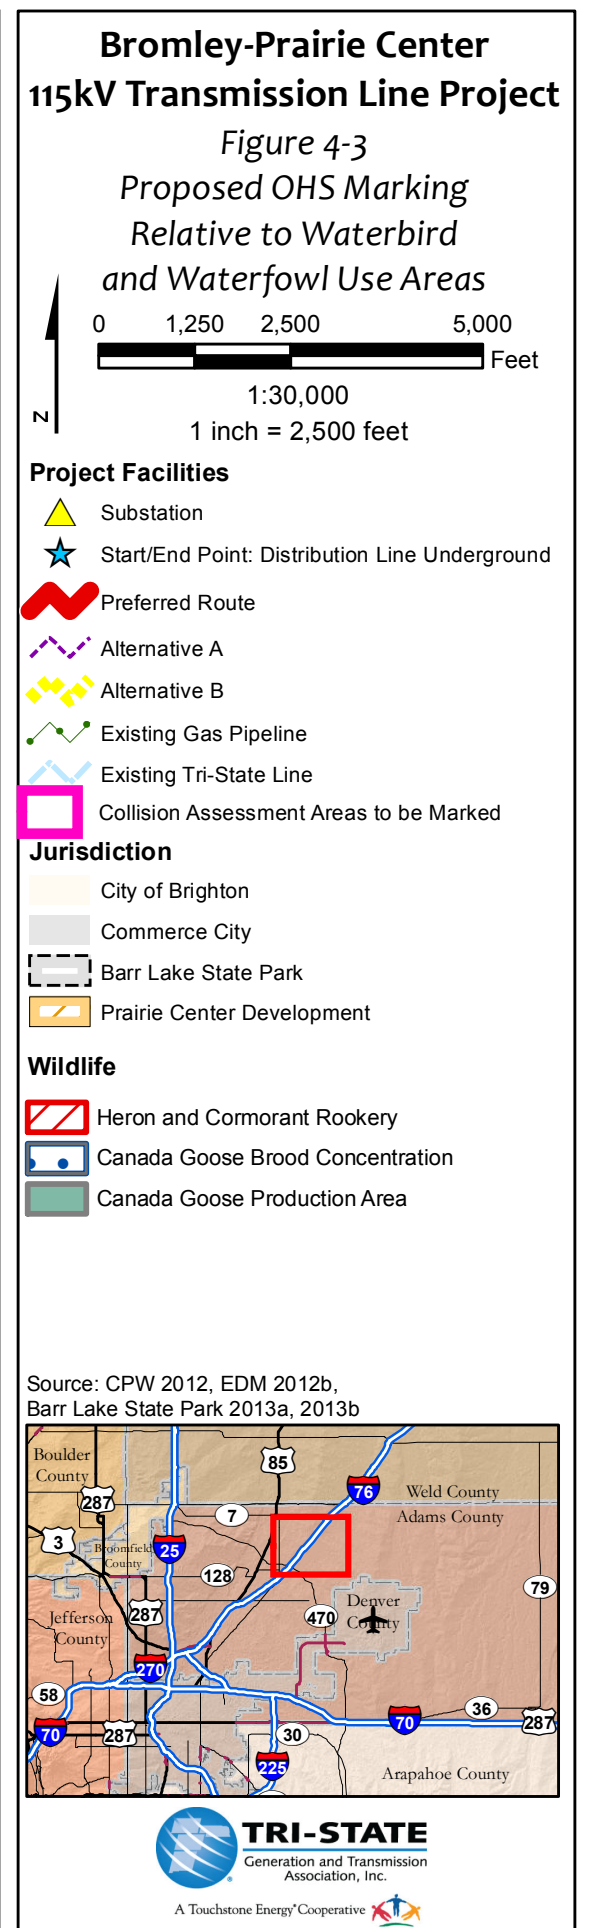 Bromley-Prairie Center
115kV Transmission Line Project
Figure 4-3
Proposed OHS Marking
Relative to Waterbird
and Waterfowl Use Areas
0 1,250 2,500 5,000
Feet
1:30,000
1 inch = 2,500 feet
N
Project Facilities
Substation
Start/End Point: Distribution Line Underground
Preferred Route
Alternative A
Alternative B
Existing Gas Pipeline
Existing Tri-State Line
Collision Assessment Areas to be Marked
Jurisdiction
City of Brighton
Commerce City
Barr Lake State Park
Prairie Center Development
Wildlife
Heron and Cormorant Rookery
Canada Goose Brood Concentration
Canada Goose Production Area
Source: CPW 2012, EDM 2012b,
Barr Lake State Park 2013a, 2013b
Boulder
County
85
76
Weld County
287
7
Adams County
3
Broomfield
County
25
128
79
Jefferson
County
287
470
Denver
County
270
58
70
287
30
70
36
287
225
Arapahoe County
TRI-STATE
Generation and Transmission
Association, Inc.
A Touchstone Energy® Cooperative